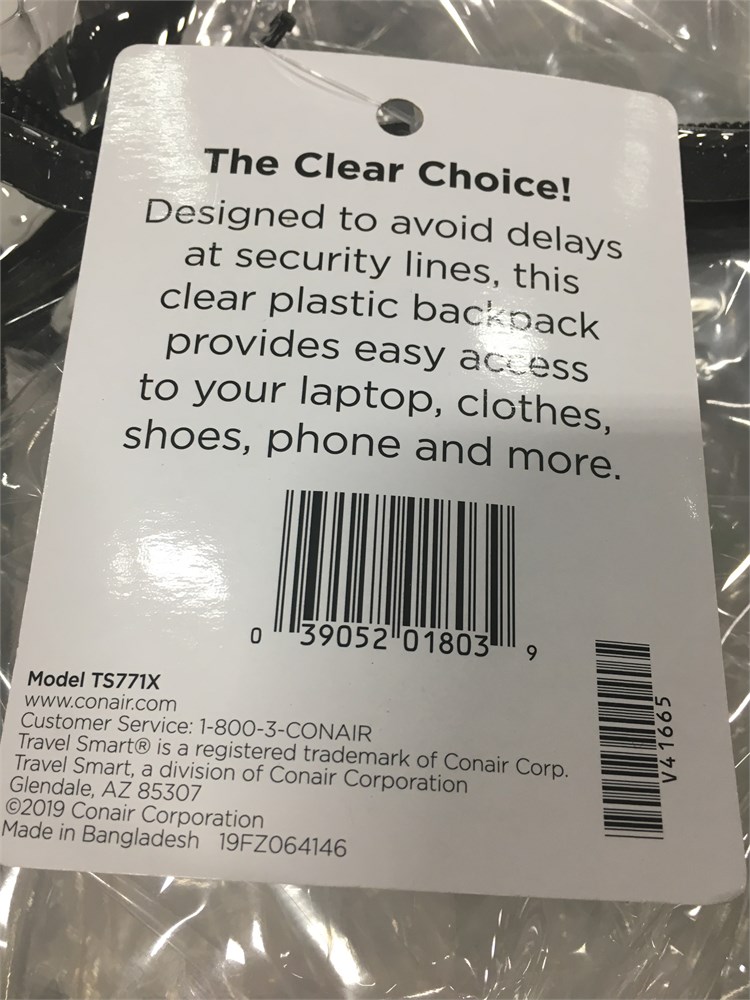 The Clear Choice!
Designed to avoid delays
at security lines, this
clear plastic backpack
provides easy access
to your laptop, clothes,
shoes, phone and more.
0 39052 01803 9
V41665
Model TS771X
www.conair.com
Customer Service: 1-800-3-CONAIR
Travel Smart® is a registered trademark of Conair Corp.
Travel Smart, a division of Conair Corporation
Glendale, AZ 85307
©2019 Conair Corporation
Made in Bangladesh 19FZ064146